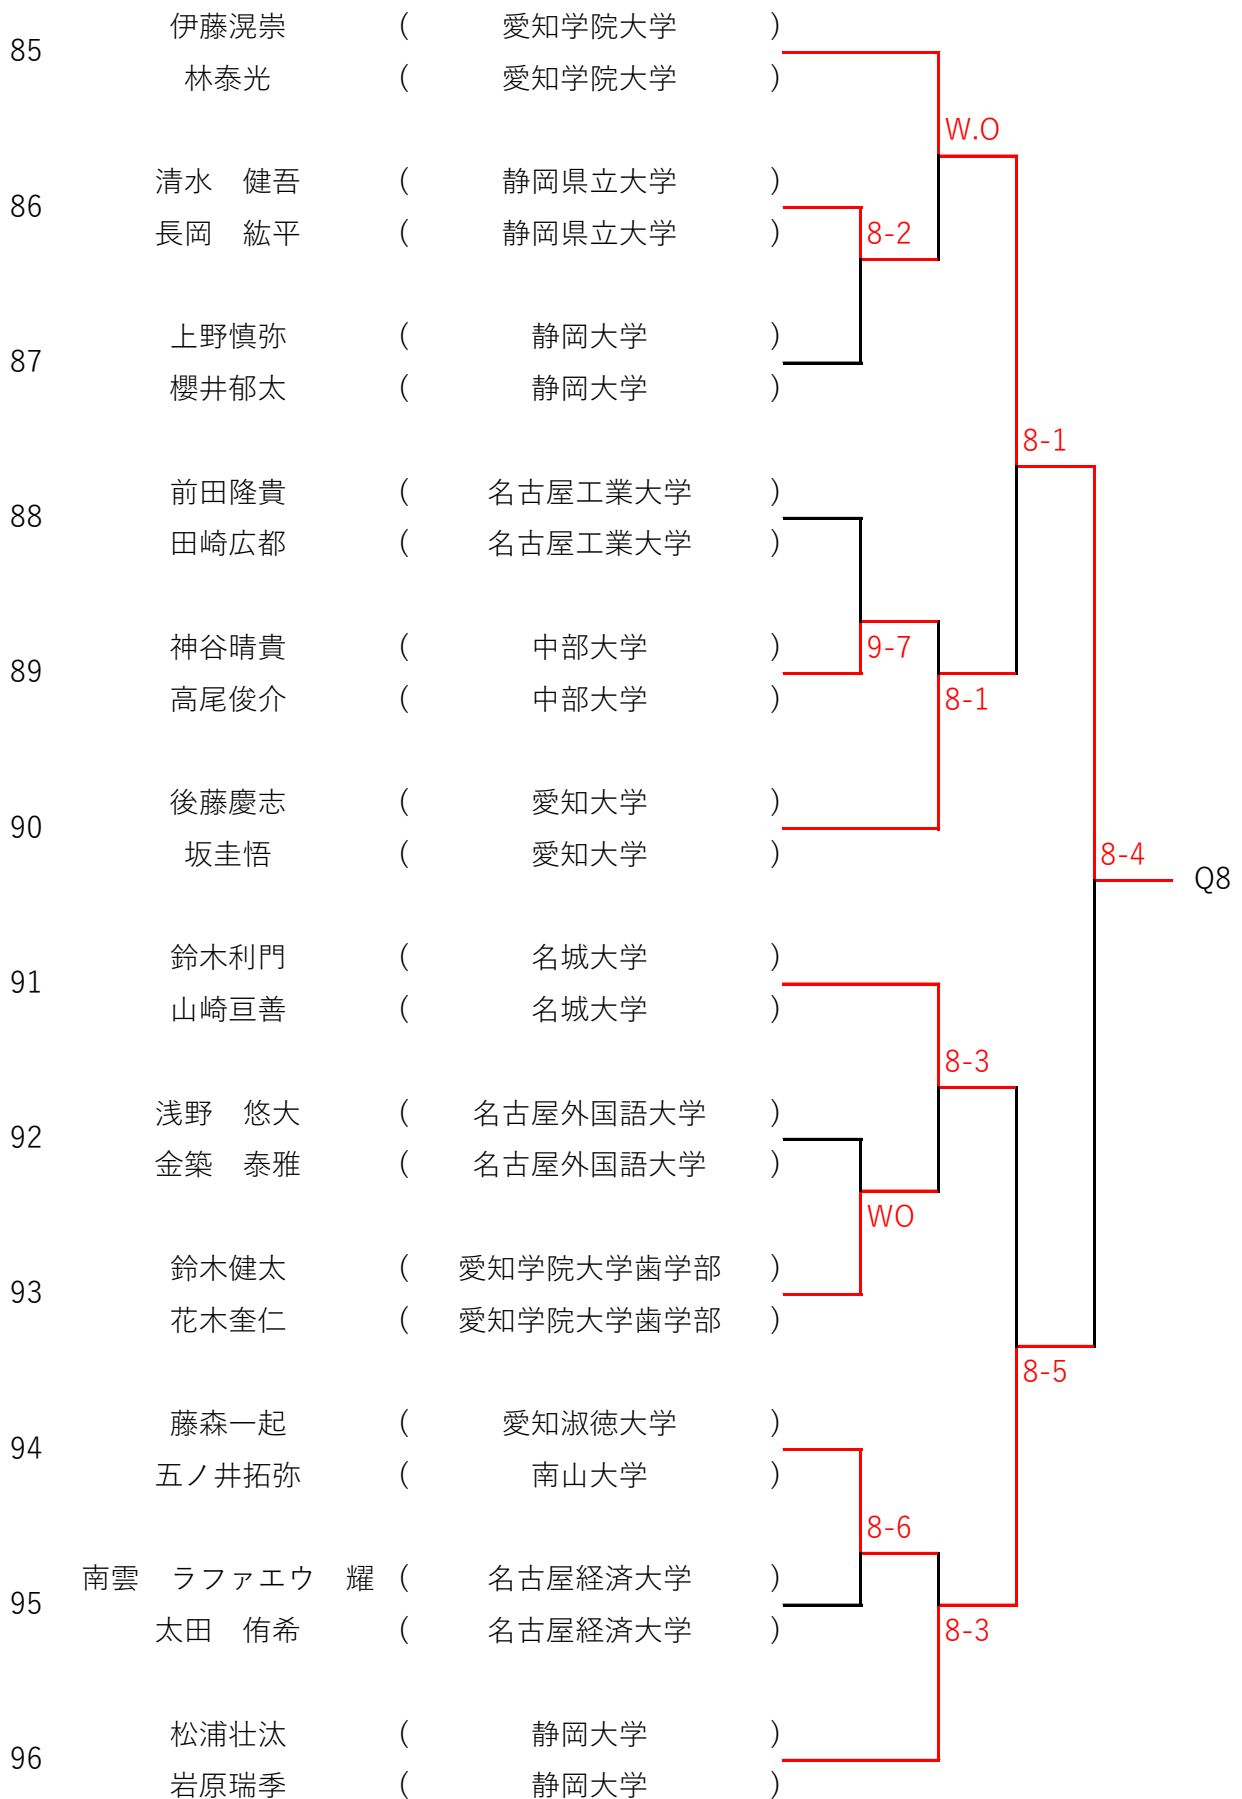 伊藤滉崇 ( 愛知学院大学 )
85
林泰光 ( 愛知学院大学 )
W.O
清水　健吾 ( 静岡県立大学 )
86
長岡　紘平 ( 静岡県立大学 ) 8-2
上野慎弥 ( 静岡大学 )
87
櫻井郁太 ( 静岡大学 )
8-1
前田隆貴 ( 名古屋工業大学 )
88
田崎広都 ( 名古屋工業大学 )
神谷晴貴 ( 中部大学 ) 9-7
89
高尾俊介 ( 中部大学 ) 8-1
後藤慶志 ( 愛知大学 )
90
坂圭悟 ( 愛知大学 ) 8-4
Q8
鈴木利門 ( 名城大学 )
91
山崎亘善 ( 名城大学 )
8-3
浅野　悠大 ( 名古屋外国語大学 )
92
金築　泰雅 ( 名古屋外国語大学 )
WO
鈴木健太 ( 愛知学院大学歯学部 )
93
花木奎仁 ( 愛知学院大学歯学部 )
8-5
藤森一起 ( 愛知淑徳大学 )
94
五ノ井拓弥 ( 南山大学 )
8-6
南雲　ラファエウ　耀 ( 名古屋経済大学 )
95
太田　侑希 ( 名古屋経済大学 ) 8-3
松浦壮汰 ( 静岡大学 )
96
岩原瑞季 ( 静岡大学 )